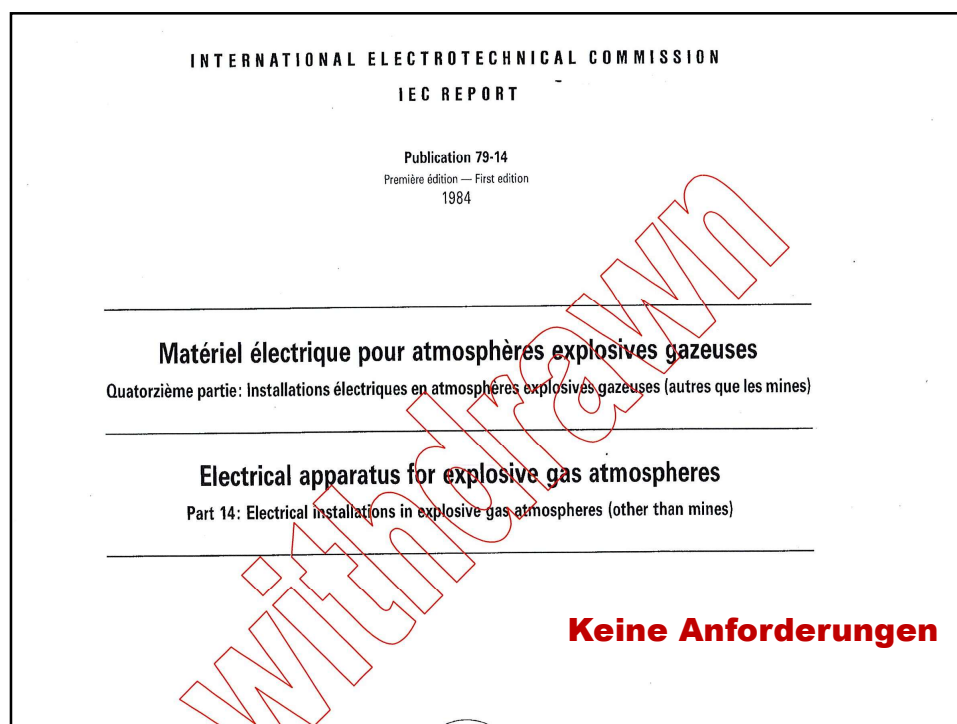 INTERNATIONAL ELECTROTECHNICAL COMMISSION
IEC REPORT
Publication 79-14
Première édition — First edition
1984
Matériel électrique pour atmosphères explosives gazeuses
Quatorzième partie: Installations électriques en atmosphères explosives gazeuses (autres que les mines)
Electrical apparatus for explosive gas atmospheres
Part 14: Electrical installations in explosive gas atmospheres (other than mines)
withdrawn
Keine Anforderungen